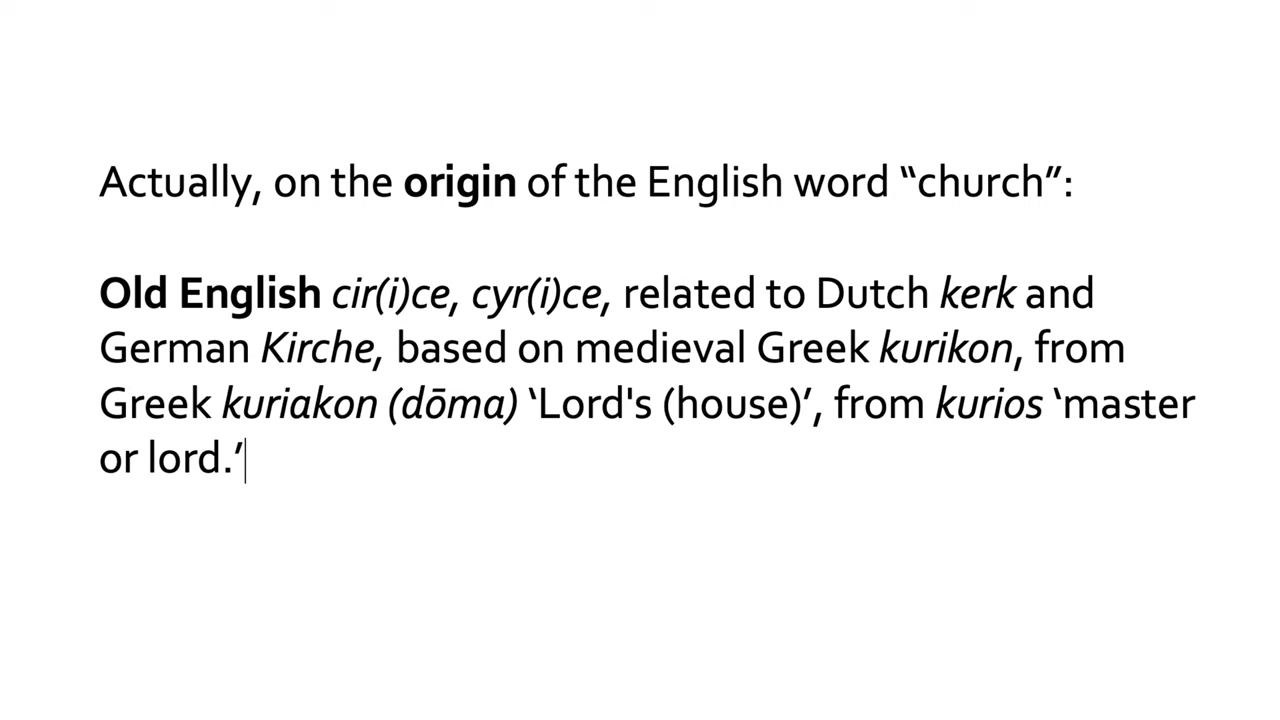 Actually, on the origin of the English word “church”:
Old English cir(i)ce, cyr(i)ce, related to Dutch kerk and
German Kirche, based on medieval Greek kurikon, from
Greek kuriakon (dōma) ‘Lord's (house)’, from kurios ‘master
or lord.’